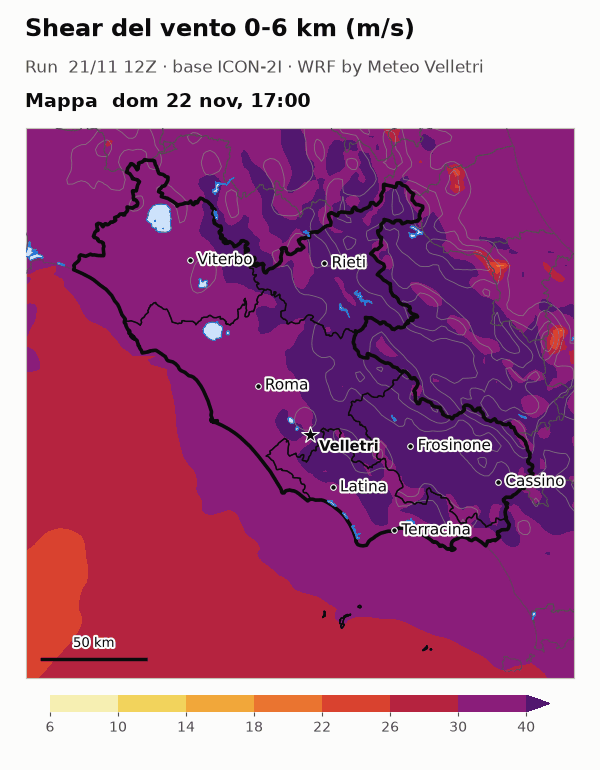 Shear del vento 0-6 km (m/s)
Run  21/11 12Z · base ICON-2I · WRF by Meteo Velletri
Mappa  dom 22 nov, 17:00
Viterbo
Rieti
Roma
Velletri
Frosinone
Cassino
Latina
Terracina
50 km
6 10 14 18 22 26 30 40